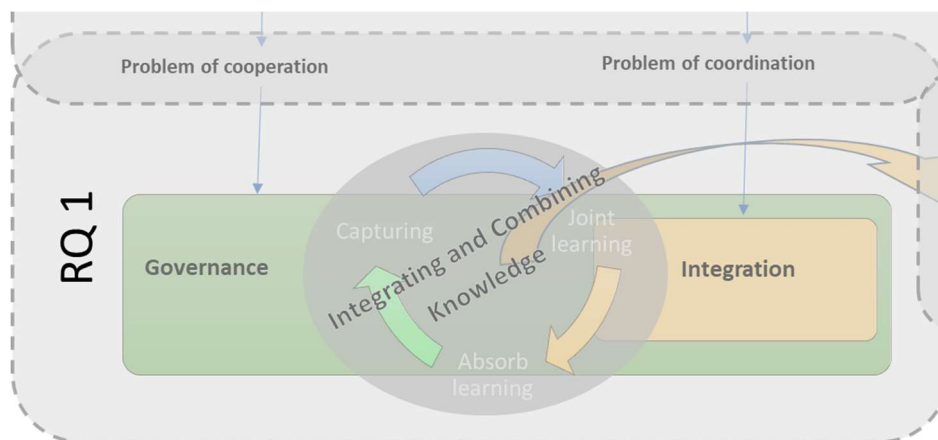 Problem of cooperation
Problem of coordination
RQ 1
Governance
Capturing
Integrating and Combining
Knowledge
Joint
learning
Integration
Absorb
learning